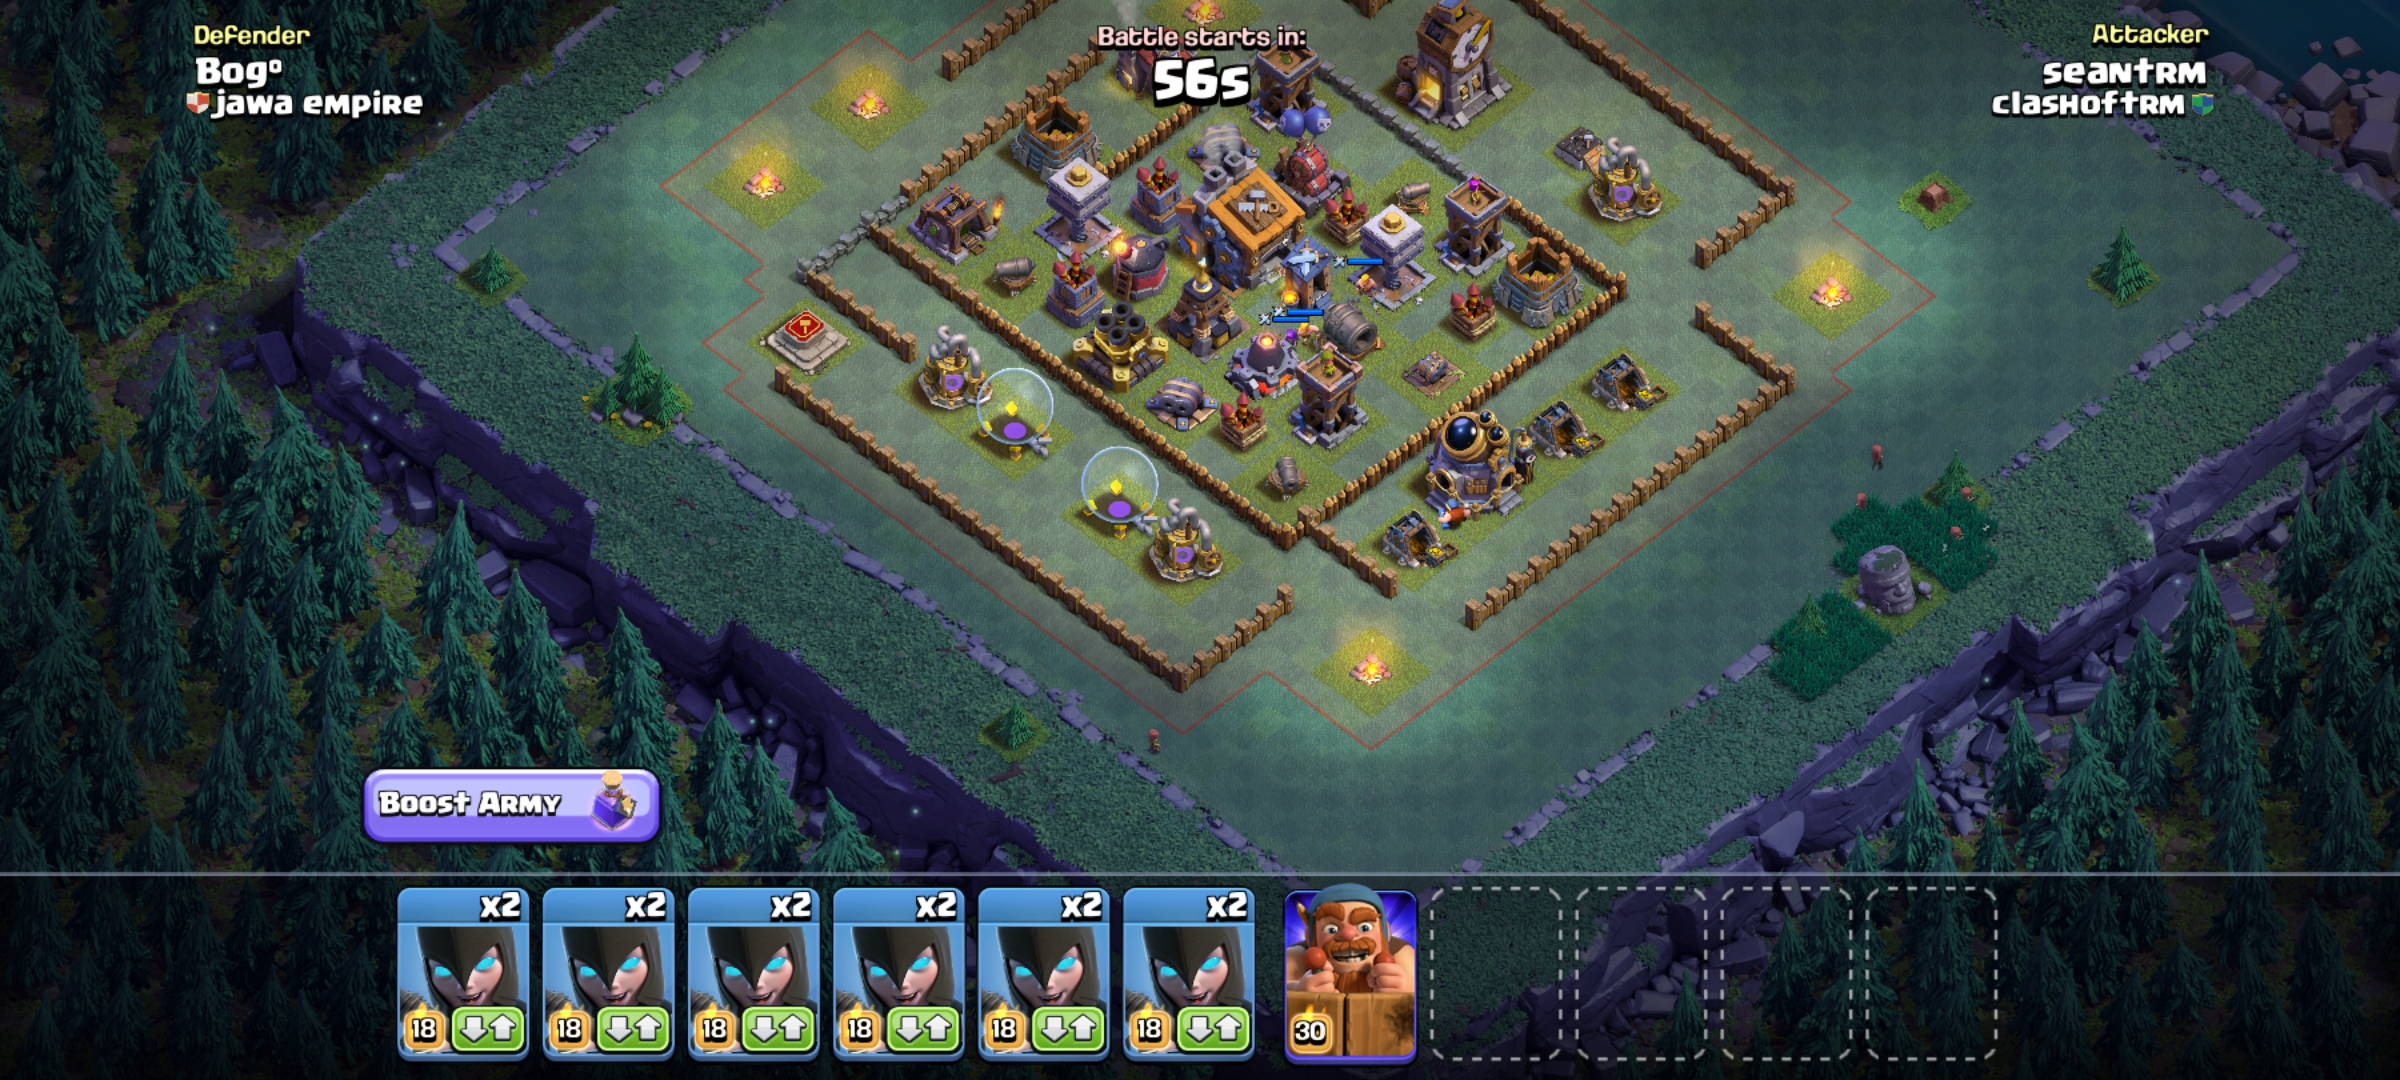 Defender
Bogº
jawa empire
Battle starts in:
56s
Attacker
seantrm
clashoftrm
Boost Army
x2
x2
x2
x2
x2
x2
18
18
18
18
18
18
30